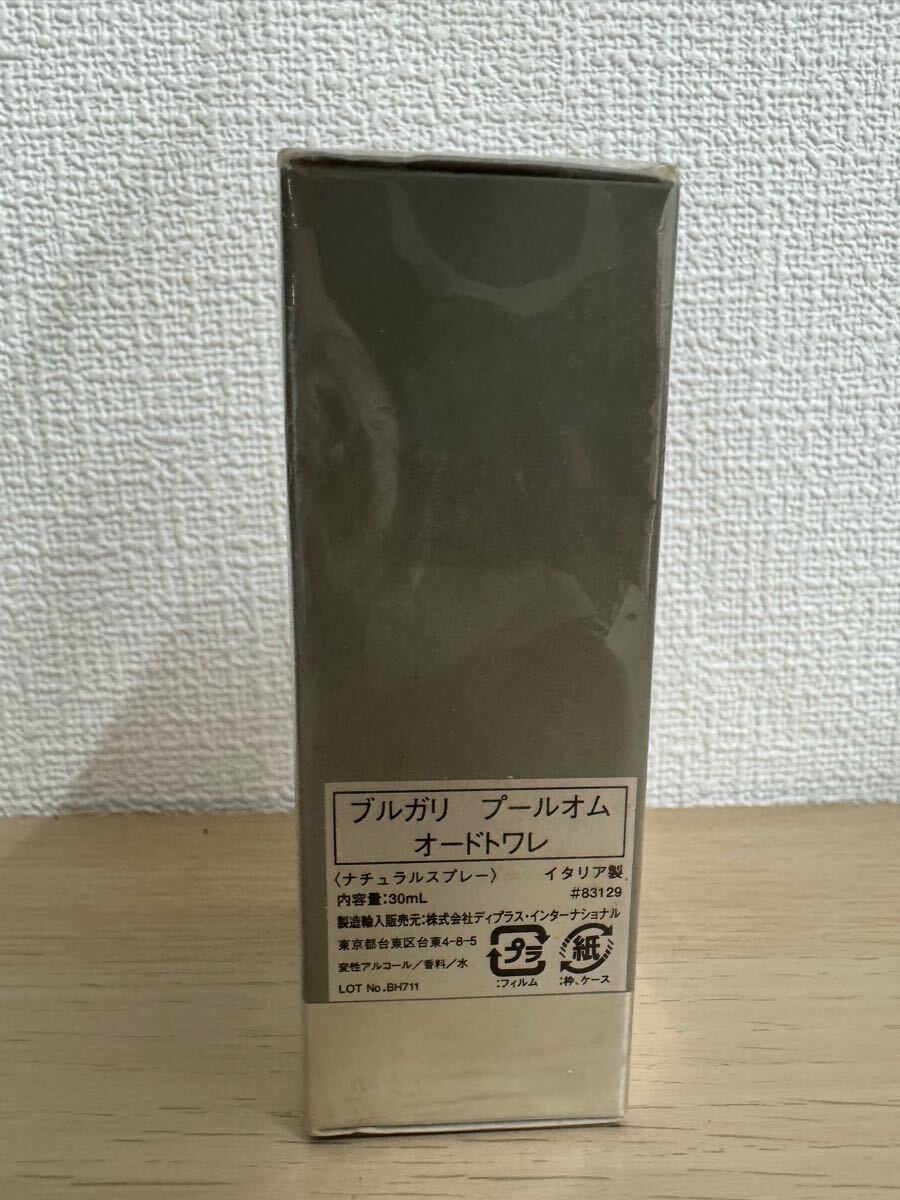 ブルガリ　プールオム
オードトワレ
〈ナチュラルスプレー〉 イタリア製
内容量:30mL #83129
製造輸入販売元:株式会社ディプラス・インターナショナル
東京都台東区台東4-8-5
変性アルコール/香料/水
LOT No.BH711
プラ 紙
:フィルム :枠、ケース